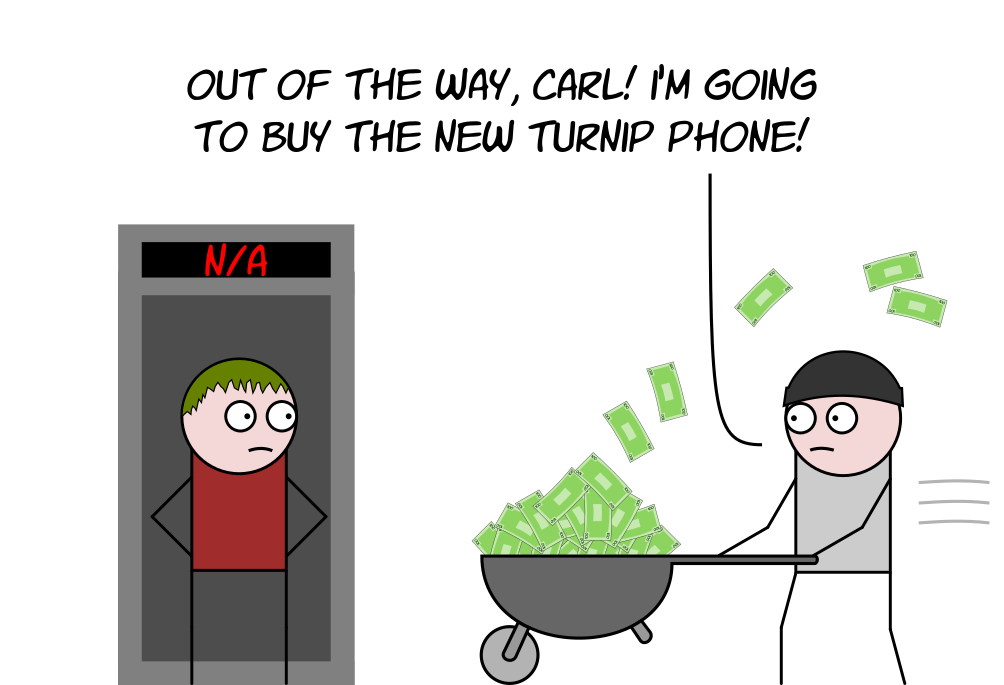 OUT OF THE WAY, CARL! I'M GOING
TO BUY THE NEW TURNIP PHONE!
N/A